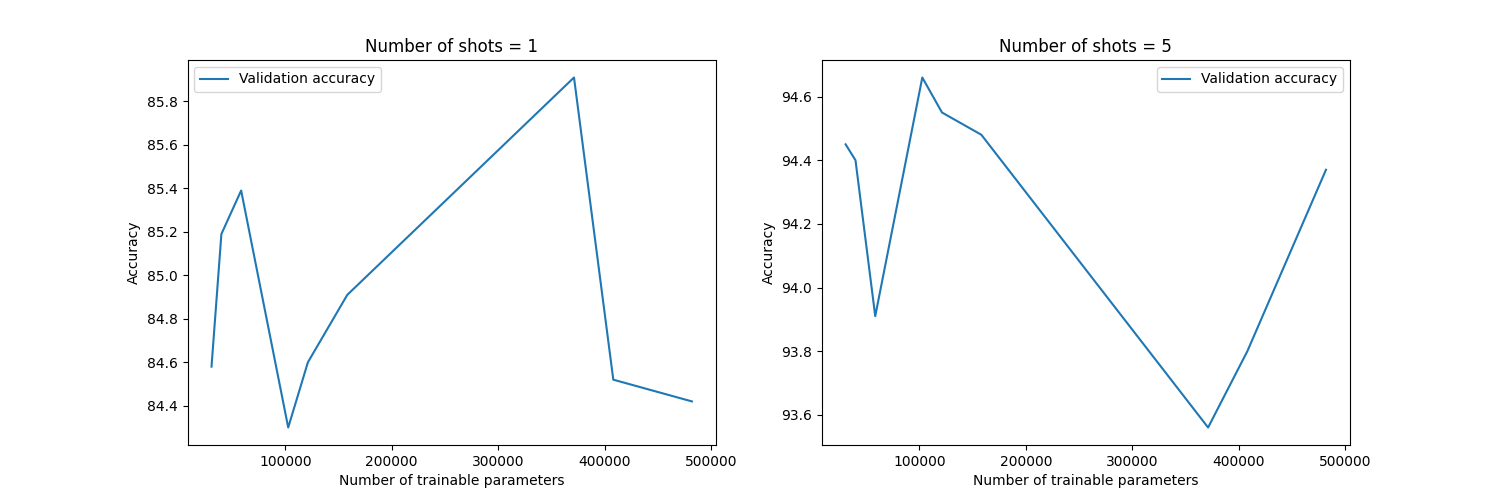 Number of shots = 1
Validation accuracy
85.8
85.6
85.4
85.2
85.0
84.8
84.6
84.4
Accuracy
100000 200000 300000 400000 500000
Number of trainable parameters
Number of shots = 5
Validation accuracy
94.6
94.4
94.2
94.0
93.8
93.6
Accuracy
100000 200000 300000 400000 500000
Number of trainable parameters